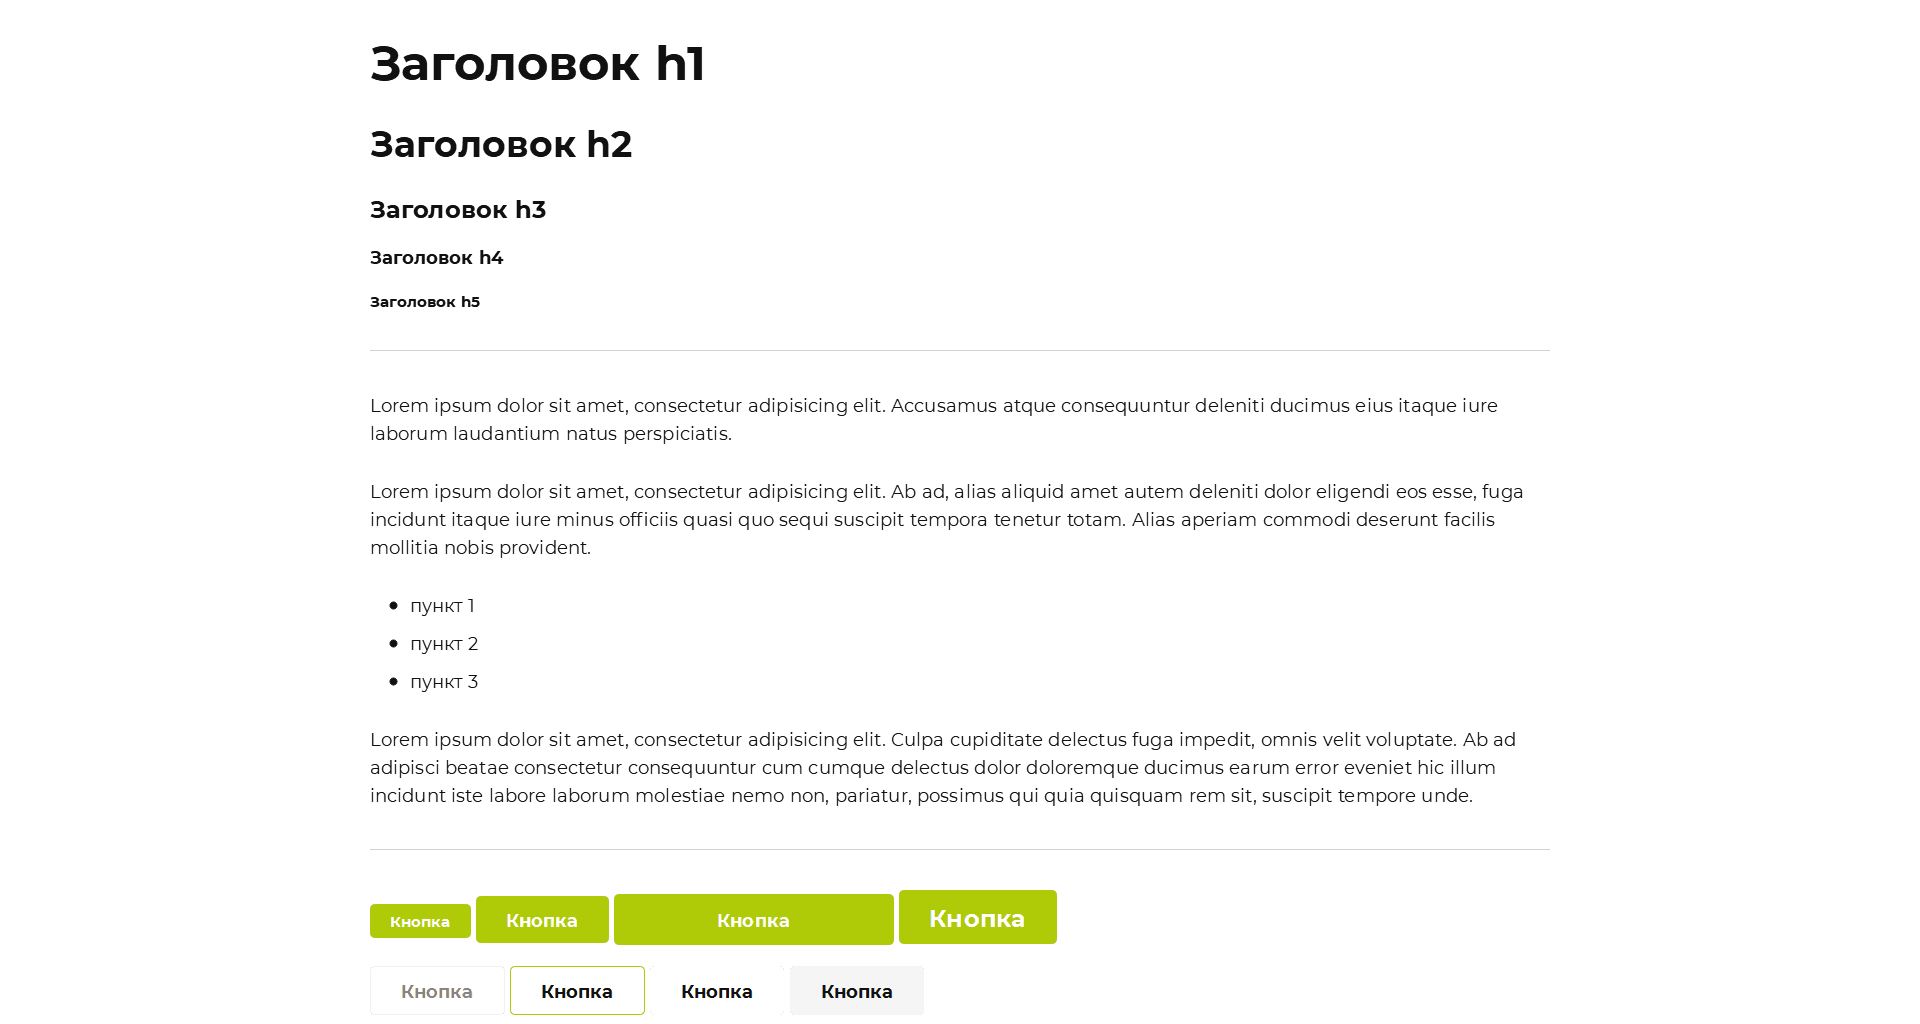 Заголовок h1
Заголовок h2
Заголовок h3
Заголовок h4
Заголовок h5
Lorem ipsum dolor sit amet, consectetur adipisicing elit. Accusamus atque consequuntur deleniti ducimus eius itaque iure
laborum laudantium natus perspiciatis.
Lorem ipsum dolor sit amet, consectetur adipisicing elit. Ab ad, alias aliquid amet autem deleniti dolor eligendi eos esse, fuga
incidunt itaque iure minus officiis quasi quo sequi suscipit tempora tenetur totam. Alias aperiam commodi deserunt facilis
mollitia nobis provident.
• пункт 1
• пункт 2
• пункт 3
Lorem ipsum dolor sit amet, consectetur adipisicing elit. Culpa cupiditate delectus fuga impedit, omnis velit voluptate. Ab ad
adipisci beatae consectetur consequuntur cum cumque delectus dolor doloremque ducimus earum error eveniet hic illum
incidunt iste labore laborum molestiae nemo non, pariatur, possimus qui quia quisquam rem sit, suscipit tempore unde.
Кнопка Кнопка Кнопка Кнопка
Кнопка Кнопка Кнопка Кнопка